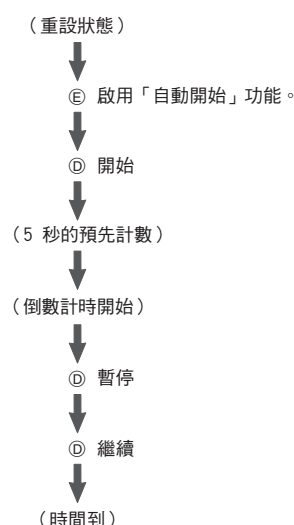 （重設狀態）
Ⓔ 啟用「自動開始」功能。
Ⓓ 開始
（5 秒的預先計數）
（倒數計時開始）
Ⓓ 暫停
Ⓓ 繼續
（時間到）